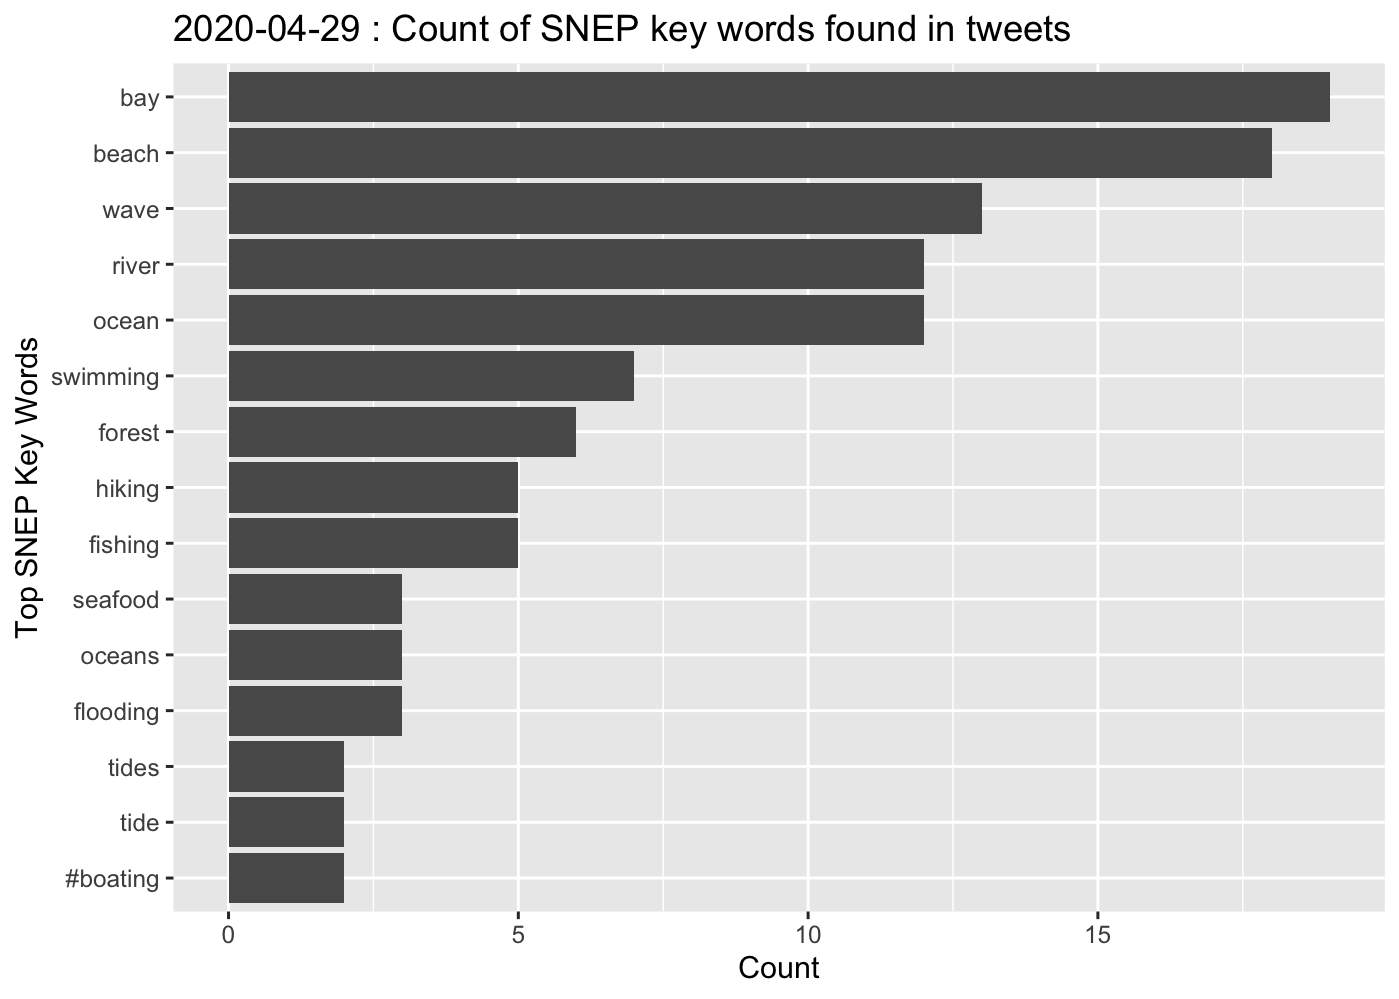 2020-04-29 : Count of SNEP key words found in tweets
Top SNEP Key Words
bay
beach
wave
river
ocean
swimming
forest
hiking
fishing
seafood
oceans
flooding
tides
tide
#boating
0 5 10 15
Count